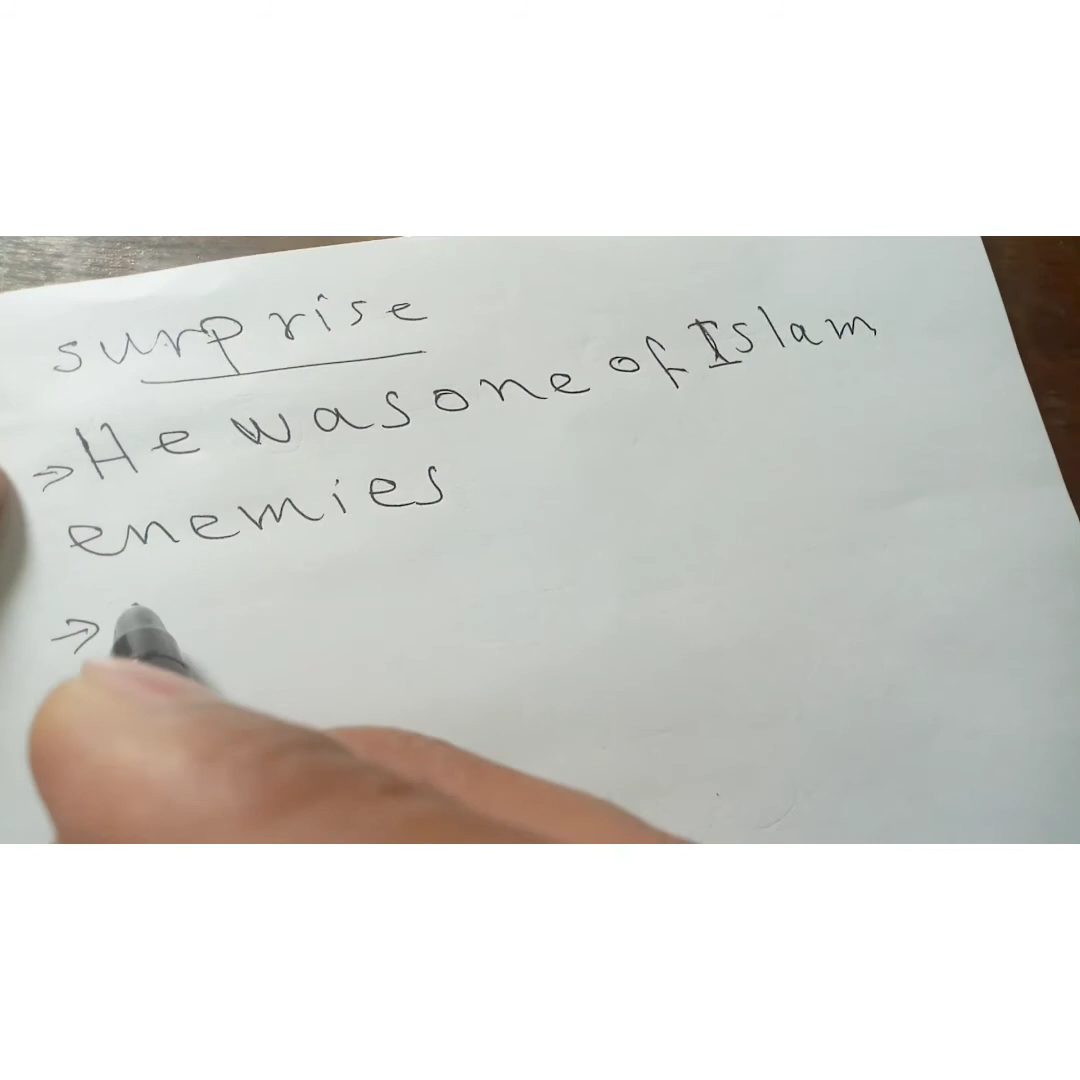 surprise
→ He was one of Islam
enemies
→